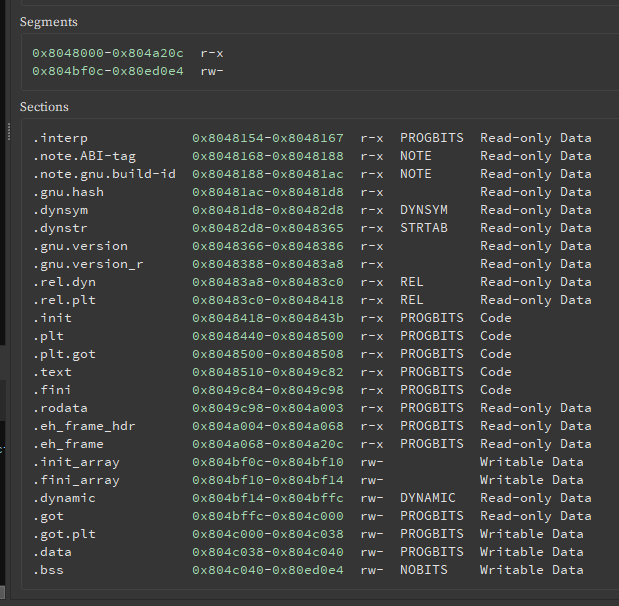 Segments
0x8048000-0x804a20c r-x
0x804bf0c-0x80ed0e4 rw-
Sections
.interp 0x8048154-0x8048167 r-x PROGBITS Read-only Data
.note.ABI-tag 0x8048168-0x8048188 r-x NOTE Read-only Data
.note.gnu.build-id 0x8048188-0x80481ac r-x NOTE Read-only Data
.gnu.hash 0x80481ac-0x80481d8 r-x Read-only Data
.dynsym 0x80481d8-0x80482d8 r-x DYNSYM Read-only Data
.dynstr 0x80482d8-0x8048365 r-x STRTAB Read-only Data
.gnu.version 0x8048366-0x8048386 r-x Read-only Data
.gnu.version_r 0x8048388-0x80483a8 r-x Read-only Data
.rel.dyn 0x80483a8-0x80483c0 r-x REL Read-only Data
.rel.plt 0x80483c0-0x8048418 r-x REL Read-only Data
.init 0x8048418-0x804843b r-x PROGBITS Code
.plt 0x8048440-0x8048500 r-x PROGBITS Code
.plt.got 0x8048500-0x8048508 r-x PROGBITS Code
.text 0x8048510-0x8049c82 r-x PROGBITS Code
.fini 0x8049c84-0x8049c98 r-x PROGBITS Code
.rodata 0x8049c98-0x804a003 r-x PROGBITS Read-only Data
.eh_frame_hdr 0x804a004-0x804a068 r-x PROGBITS Read-only Data
.eh_frame 0x804a068-0x804a20c r-x PROGBITS Read-only Data
.init_array 0x804bf0c-0x804bf10 rw- Writable Data
.fini_array 0x804bf10-0x804bf14 rw- Writable Data
.dynamic 0x804bf14-0x804bffc rw- DYNAMIC Read-only Data
.got 0x804bffc-0x804c000 rw- PROGBITS Read-only Data
.got.plt 0x804c000-0x804c038 rw- PROGBITS Writable Data
.data 0x804c038-0x804c040 rw- PROGBITS Writable Data
.bss 0x804c040-0x80ed0e4 rw- NOBITS Writable Data